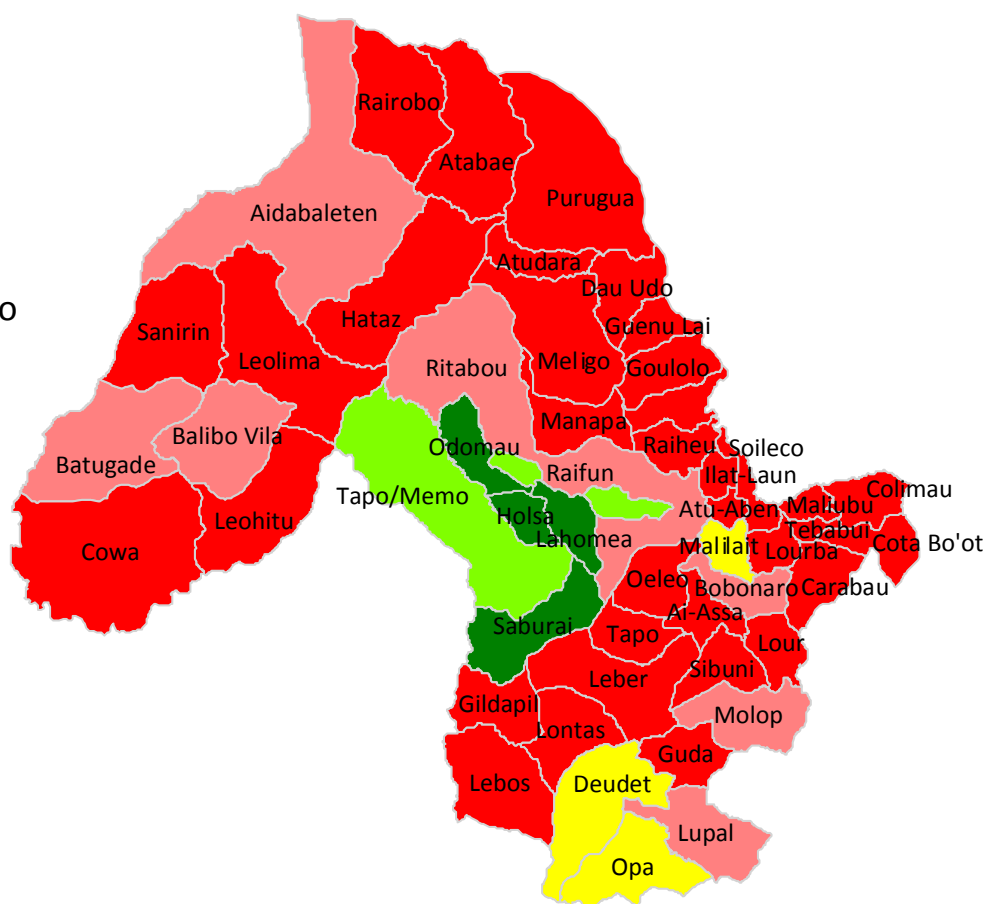 Rairobo
Atabae
Purugua
Aidabaleten
Atudara
Dau Udo
o
Hataz
Guenu Lai
Sanirin
Leolima
Ritabou
Meligo
Goulolo
Manapa
Balibo Vila
Odomau
Raiheu
Soileco
Batugade
Raifun
Ilat-Laun
Tapo/Memo
Colimau
Leohitu
Holsa
Atu-Aben
Maliubu
Tebabui
Cowa
Lahomea
Malilait
Lourba
Cota Bo'ot
Oeleo
Bobonaro
Carabau
Ai-Assa
Saburai
Tapo
Lour
Leber
Sibuni
Gildapil
Molop
Lontas
Guda
Lebos
Deudet
Lupal
Opa